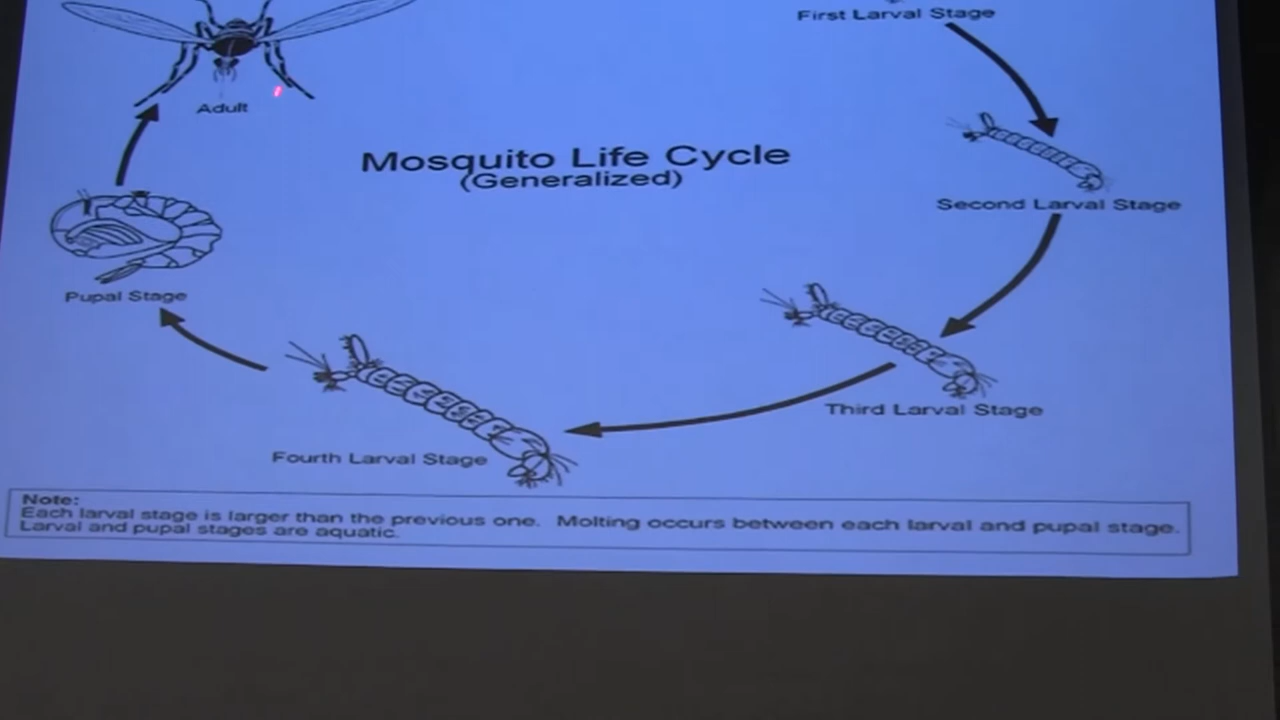 First Larval Stage
Adult
Mosquito Life Cycle
(Generalized)
Second Larval Stage
Pupal Stage
Third Larval Stage
Fourth Larval Stage
Note:
Each larval stage is larger than the previous one. Molting occurs between each larval and pupal stage.
Larval and pupal stages are aquatic.